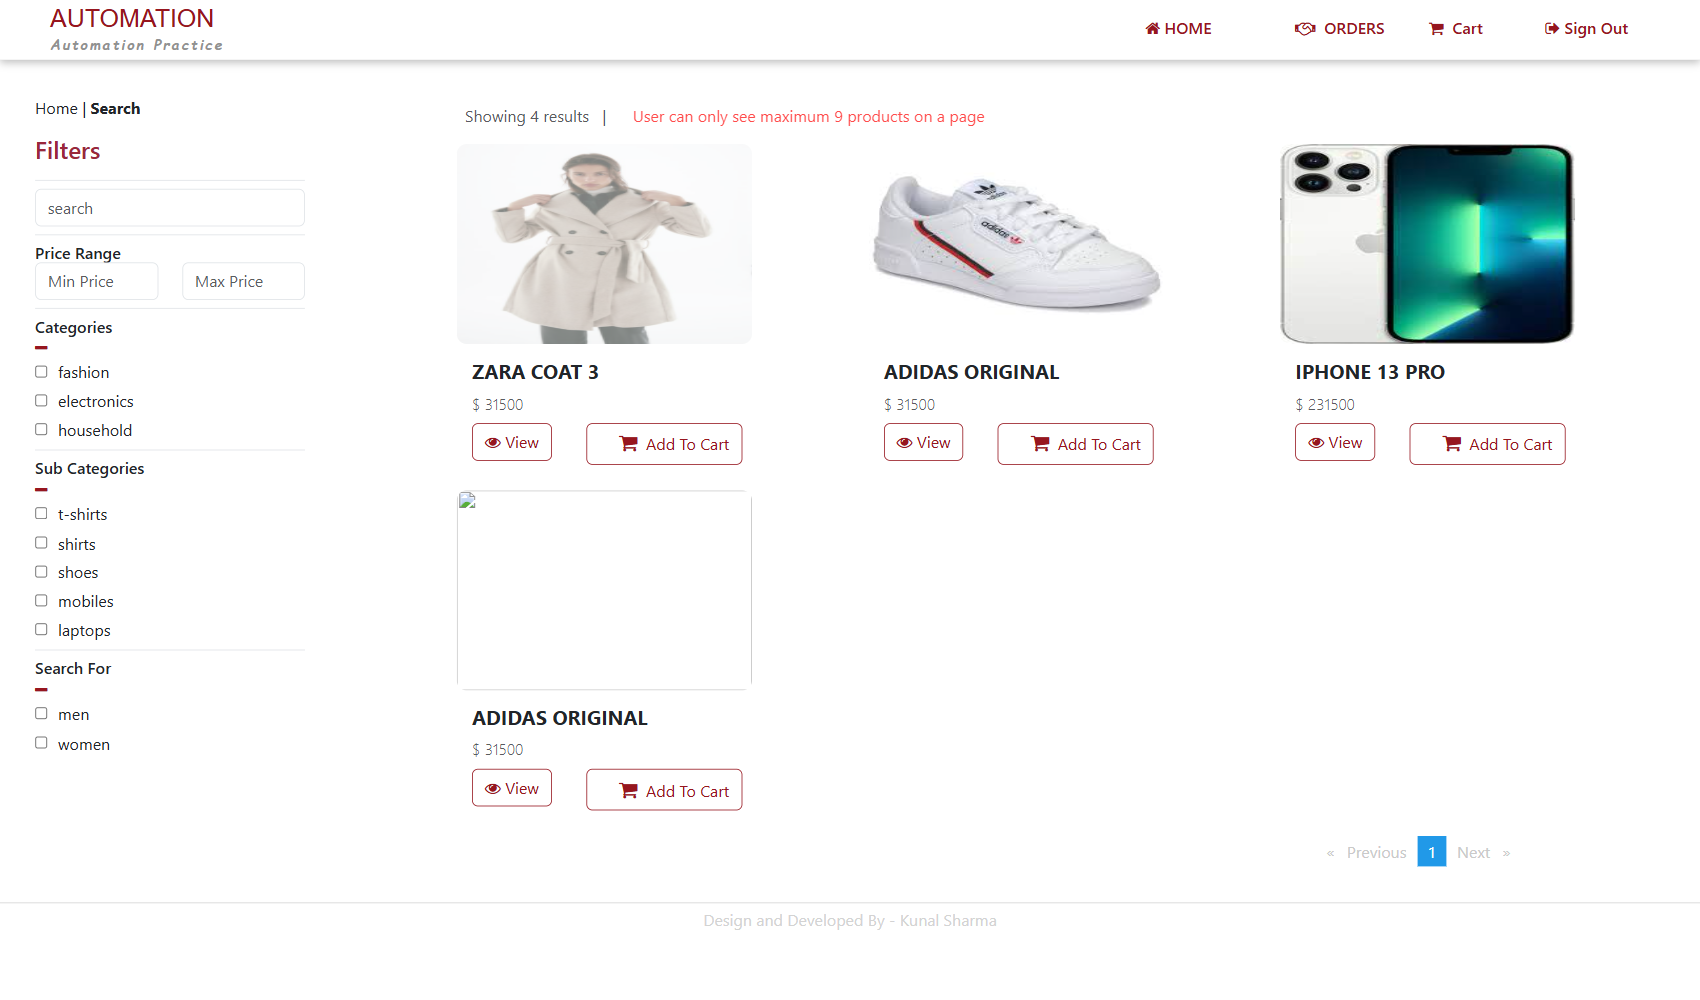 AUTOMATION
Automation Practice
HOME
ORDERS
Cart
Sign Out
Home | Search
Filters
search
Price Range
Min Price
Max Price
Categories
fashion
electronics
household
Sub Categories
t-shirts
shirts
shoes
mobiles
laptops
Search For
men
women
Showing 4 results |
User can only see maximum 9 products on a page
adidas
adidas
ZARA COAT 3
$ 31500
View
Add To Cart
ADIDAS ORIGINAL
$ 31500
View
Add To Cart
IPHONE 13 PRO
$ 231500
View
Add To Cart
ADIDAS ORIGINAL
$ 31500
View
Add To Cart
« Previous 1 Next »
Design and Developed By - Kunal Sharma